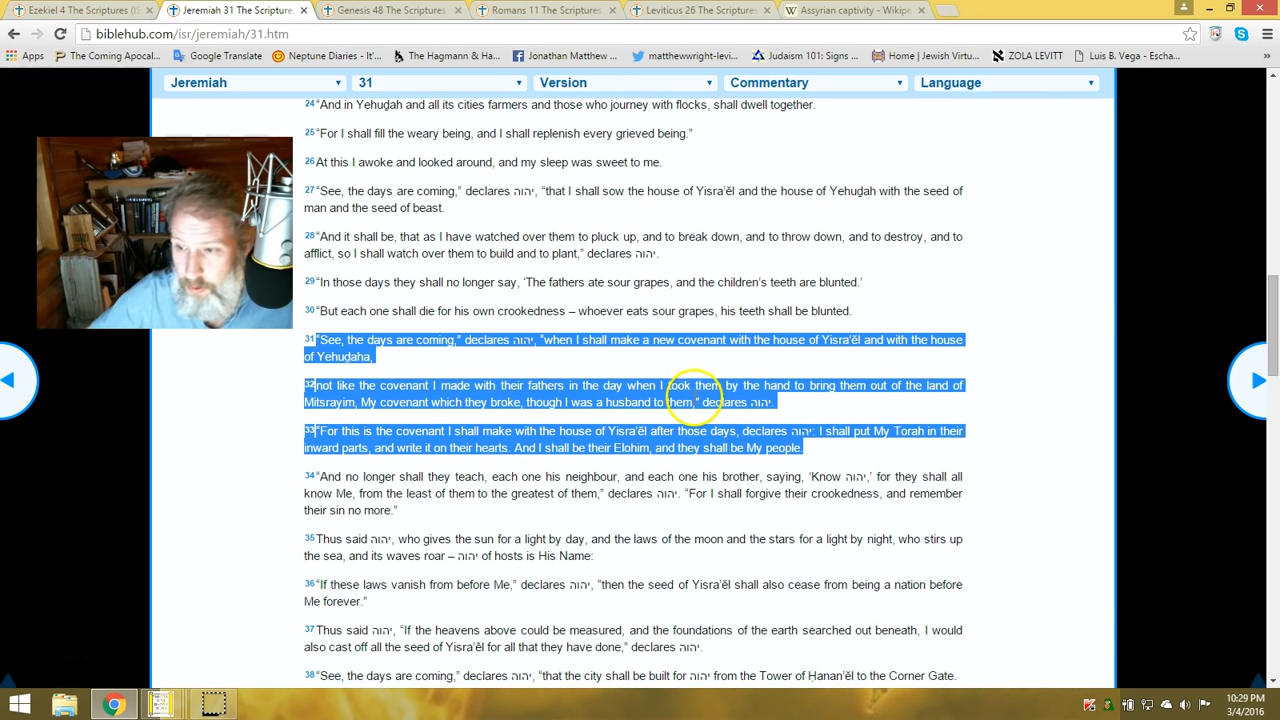 Ezekiel 4 The Scriptures (IS
Jeremiah 31 The Scriptures
Genesis 48 The Scriptures
Romans 11 The Scriptures
Leviticus 26 The Scriptures
Assyrian captivity - Wikipe
biblehub.com/isr/jeremiah/31.htm
Apps The Coming Apocal... Google Translate Neptune Diaries - It'... The Hagmann & Ha... Jonathan Matthew ... matthewwright-levi... Judaism 101: Signs ... Home | Jewish Virtu... ZOLA LEVITT Luis B. Vega - Escha...
Jeremiah 31 Version Commentary Language
24 “And in Yehuḏah and all its cities farmers and those who journey with flocks, shall dwell together.
25 “For I shall fill the weary being, and I shall replenish every grieved being.”
26 At this I awoke and looked around, and my sleep was sweet to me.
27 “See, the days are coming,” declares יהוה, “that I shall sow the house of Yisra’ĕl and the house of Yehuḏah with the seed of
man and the seed of beast.
28 “And it shall be, that as I have watched over them to pluck up, and to break down, and to throw down, and to destroy, and to
afflict, so I shall watch over them to build and to plant,” declares יהוה.
29 “In those days they shall no longer say, ‘The fathers ate sour grapes, and the children’s teeth are blunted.’
30 “But each one shall die for his own crookedness – whoever eats sour grapes, his teeth shall be blunted.
31 “See, the days are coming,” declares יהוה, “when I shall make a new covenant with the house of Yisra’ĕl and with the house
of Yehuḏaha,
32 not like the covenant I made with their fathers in the day when I took them by the hand to bring them out of the land of
Mitsrayim, My covenant which they broke, though I was a husband to them,” declares יהוה.
33 “For this is the covenant I shall make with the house of Yisra’ĕl after those days, declares יהוה: I shall put My Torah in their
inward parts, and write it on their hearts. And I shall be their Elohim, and they shall be My people.
34 “And no longer shall they teach, each one his neighbour, and each one his brother, saying, ‘Know יהוה,’ for they shall all
know Me, from the least of them to the greatest of them,” declares יהוה. “For I shall forgive their crookedness, and remember
their sin no more.”
35 Thus said יהוה, who gives the sun for a light by day, and the laws of the moon and the stars for a light by night, who stirs up
the sea, and its waves roar – יהוה of hosts is His Name:
36 “If these laws vanish from before Me,” declares יהוה, “then the seed of Yisra’ĕl shall also cease from being a nation before
Me forever.”
37 Thus said יהוה, “If the heavens above could be measured, and the foundations of the earth searched out beneath, I would
also cast off all the seed of Yisra’ĕl for all that they have done,” declares יהוה.
38 “See, the days are coming,” declares יהוה, “that the city shall be built for יהוה from the Tower of Ḥanan’ĕl to the Corner Gate.
10:29 PM
3/4/2016